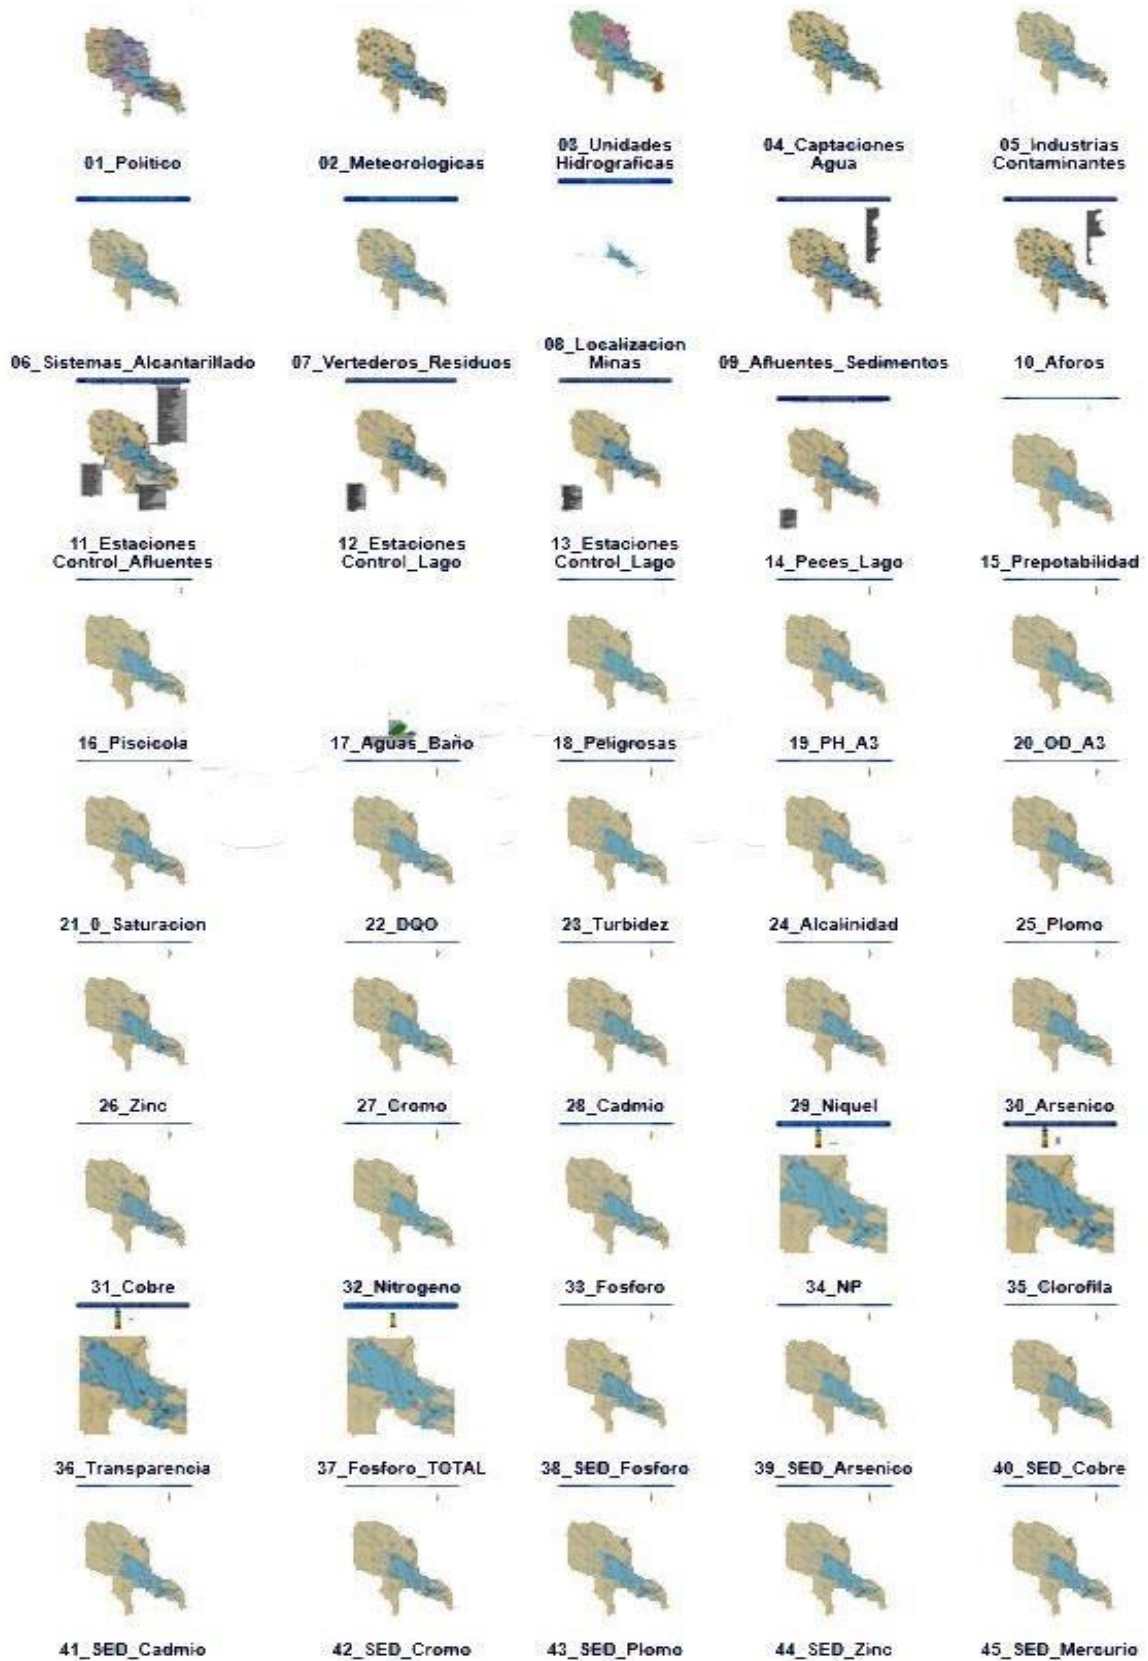 01_Politico
02_Meteorologicas
03_Unidades
Hidrograficas
04_Captaciones
Agua
05_Industrias
Contaminantes
06_Sistemas_Alcantarillado
07_Vertederos_Residuos
08_Localizacion
Minas
09_Afluentes_Sedimentos
10_Aforos
11_Estaciones
Control_Afluentes
12_Estaciones
Control_Lago
13_Estaciones
Control_Lago
14_Peces_Lago
15_Prepotabilidad
16_Piscicola
17_Aguas_Baño
18_Peligrosas
19_PH_A3
20_OD_A3
21_0_Saturacion
22_DQO
23_Turbidez
24_Alcalinidad
25_Plomo
26_Zinc
27_Cromo
28_Cadmio
29_Niquel
30_Arsenico
31_Cobre
32_Nitrogeno
33_Fosforo
34_NP
35_Clorofila
36_Transparencia
37_Fosforo_TOTAL
38_SED_Fosforo
39_SED_Arsenico
40_SED_Cobre
41_SED_Cadmio
42_SED_Cromo
43_SED_Plomo
44_SED_Zinc
45_SED_Mercurio